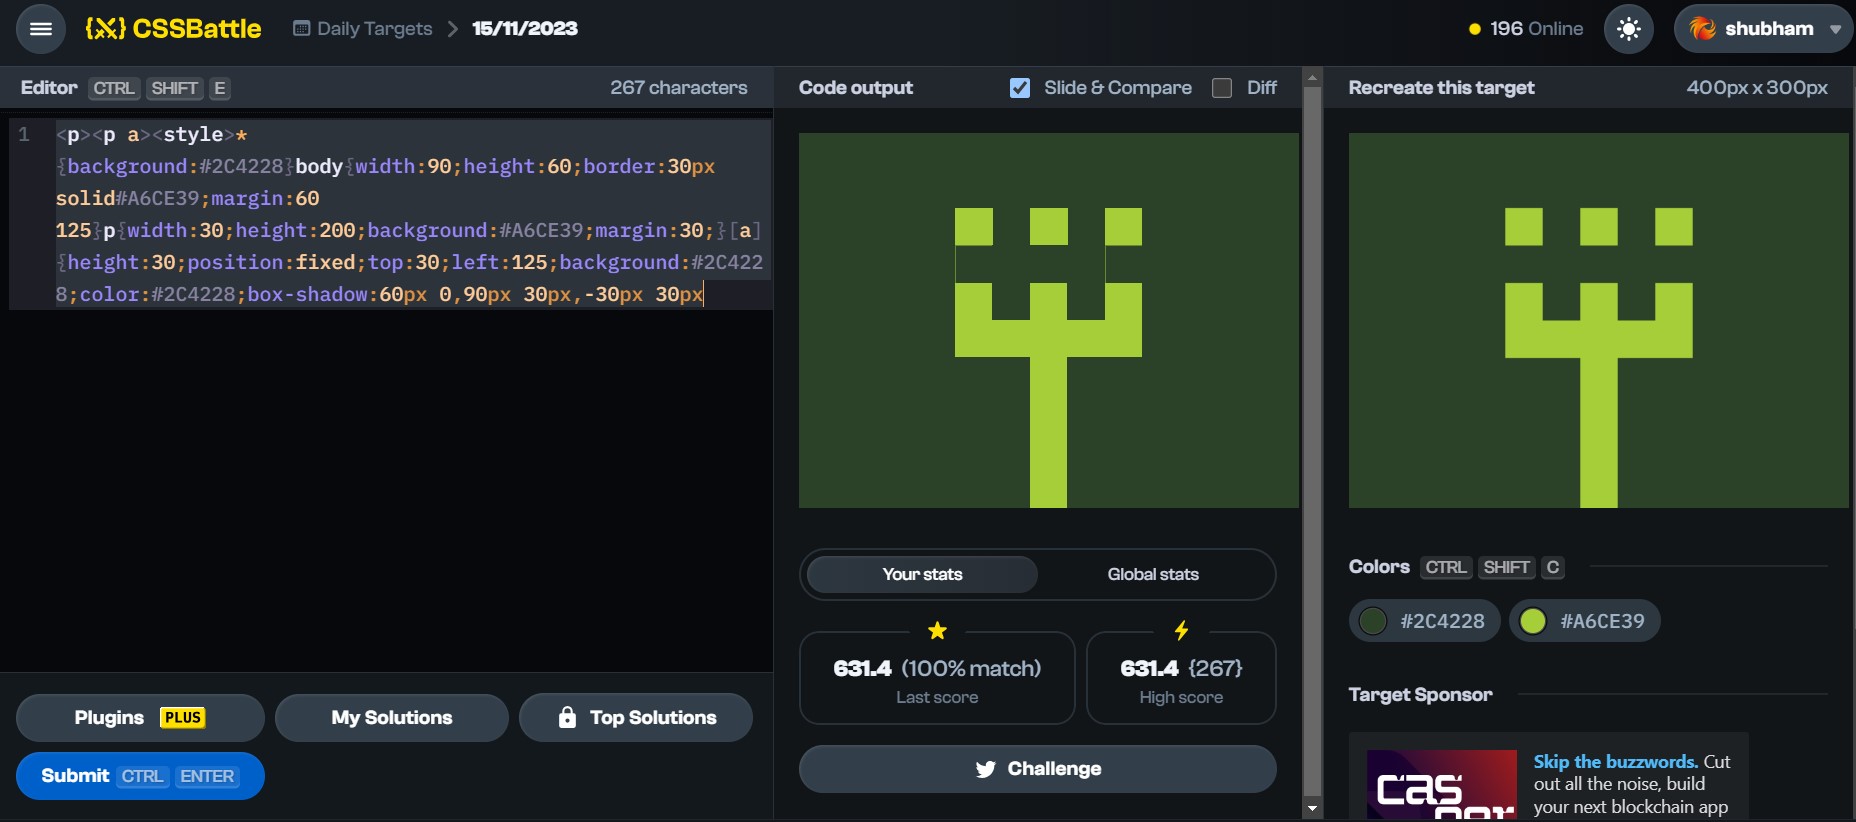 {X} CSSBattle
Daily Targets > 15/11/2023
196 Online
shubham
Editor CTRL SHIFT E
267 characters
1 <p><p a><style>*
{background:#2C4228}body{width:90;height:60;border:30px
solid#A6CE39;margin:60
125}p{width:30;height:200;background:#A6CE39;margin:30;}[a]
{height:30;position:fixed;top:30;left:125;background:#2C422
8;color:#2C4228;box-shadow:60px 0,90px 30px,-30px 30px
Plugins PLUS
My Solutions
Top Solutions
Submit CTRL ENTER
Code output
Slide & Compare
Diff
Your stats
Global stats
631.4 (100% match)
Last score
631.4 {267}
High score
Challenge
Recreate this target
400px x 300px
Colors CTRL SHIFT C
#2C4228
#A6CE39
Target Sponsor
Skip the buzzwords. Cut
out all the noise, build
your next blockchain app